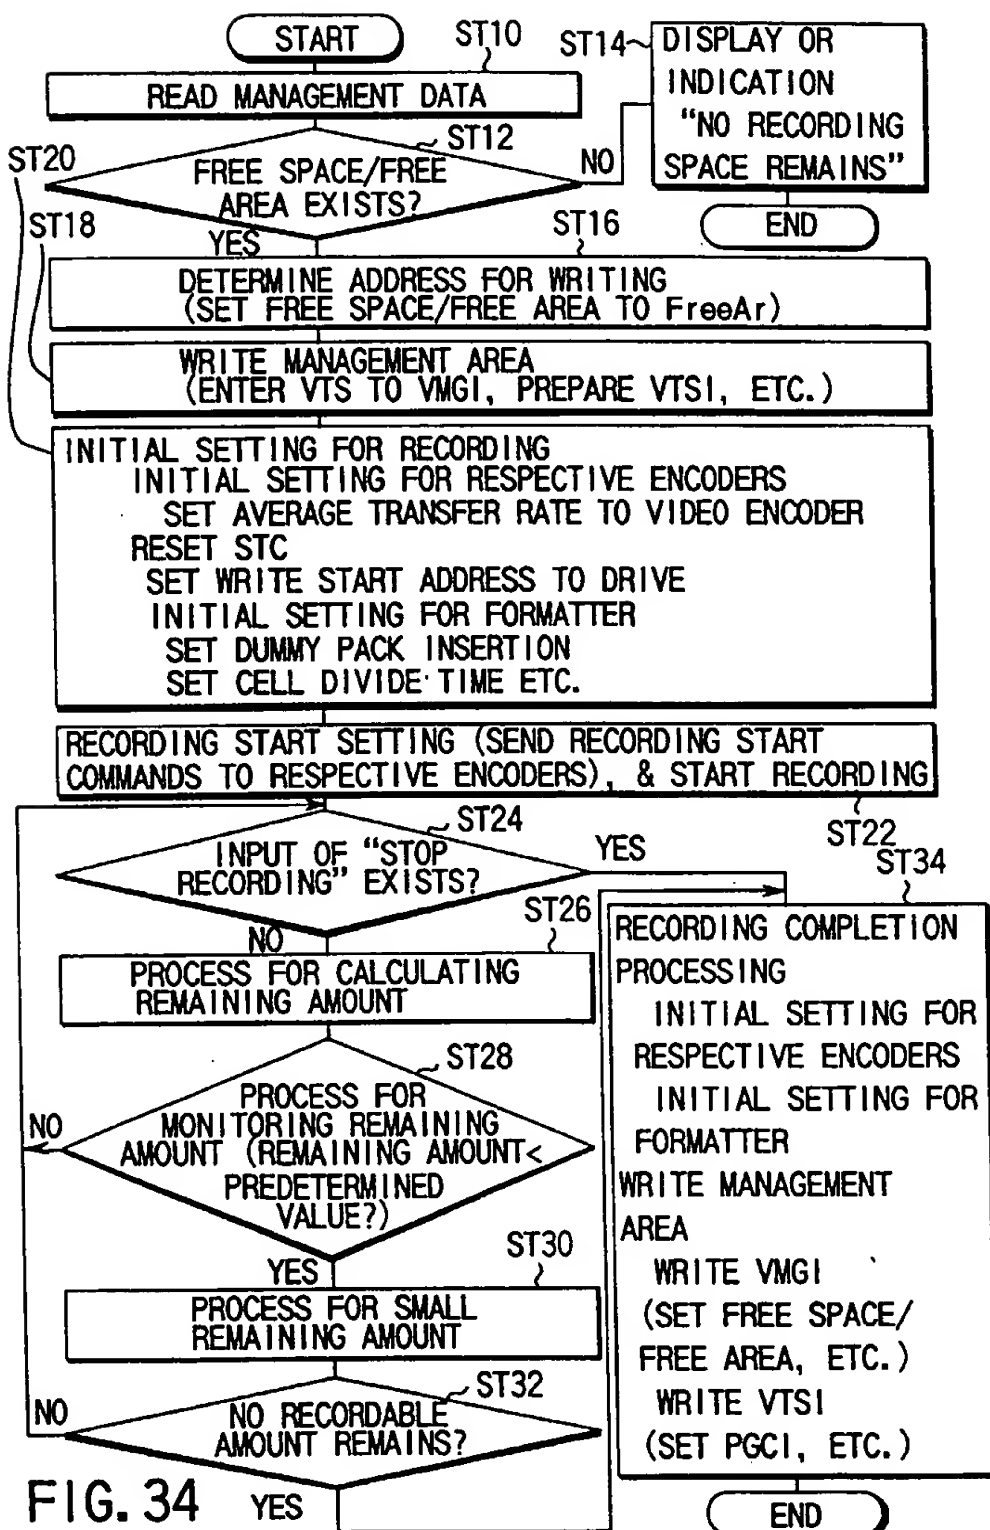 START
ST10
READ MANAGEMENT DATA
ST14
DISPLAY OR
INDICATION
"NO RECORDING
SPACE REMAINS"
END
ST12
FREE SPACE/FREE
AREA EXISTS?
NO
YES
ST20
ST18
ST16
DETERMINE ADDRESS FOR WRITING
(SET FREE SPACE/FREE AREA TO FreeAr)
WRITE MANAGEMENT AREA
(ENTER VTS TO VMGI, PREPARE VTSI, ETC.)
INITIAL SETTING FOR RECORDING
INITIAL SETTING FOR RESPECTIVE ENCODERS
SET AVERAGE TRANSFER RATE TO VIDEO ENCODER
RESET STC
SET WRITE START ADDRESS TO DRIVE
INITIAL SETTING FOR FORMATTER
SET DUMMY PACK INSERTION
SET CELL DIVIDE TIME ETC.
RECORDING START SETTING (SEND RECORDING START
COMMANDS TO RESPECTIVE ENCODERS), & START RECORDING
ST22
ST24
INPUT OF "STOP
RECORDING" EXISTS?
YES
NO
ST26
PROCESS FOR CALCULATING
REMAINING AMOUNT
ST28
PROCESS FOR
MONITORING REMAINING
AMOUNT (REMAINING AMOUNT<
PREDETERMINED
VALUE?)
NO
YES
ST30
PROCESS FOR SMALL
REMAINING AMOUNT
ST32
NO RECORDABLE
AMOUNT REMAINS?
NO
YES
ST34
RECORDING COMPLETION
PROCESSING
INITIAL SETTING FOR
RESPECTIVE ENCODERS
INITIAL SETTING FOR
FORMATTER
WRITE MANAGEMENT
AREA
WRITE VMGI
(SET FREE SPACE/
FREE AREA, ETC.)
WRITE VTSI
(SET PGCI, ETC.)
END
FIG. 34